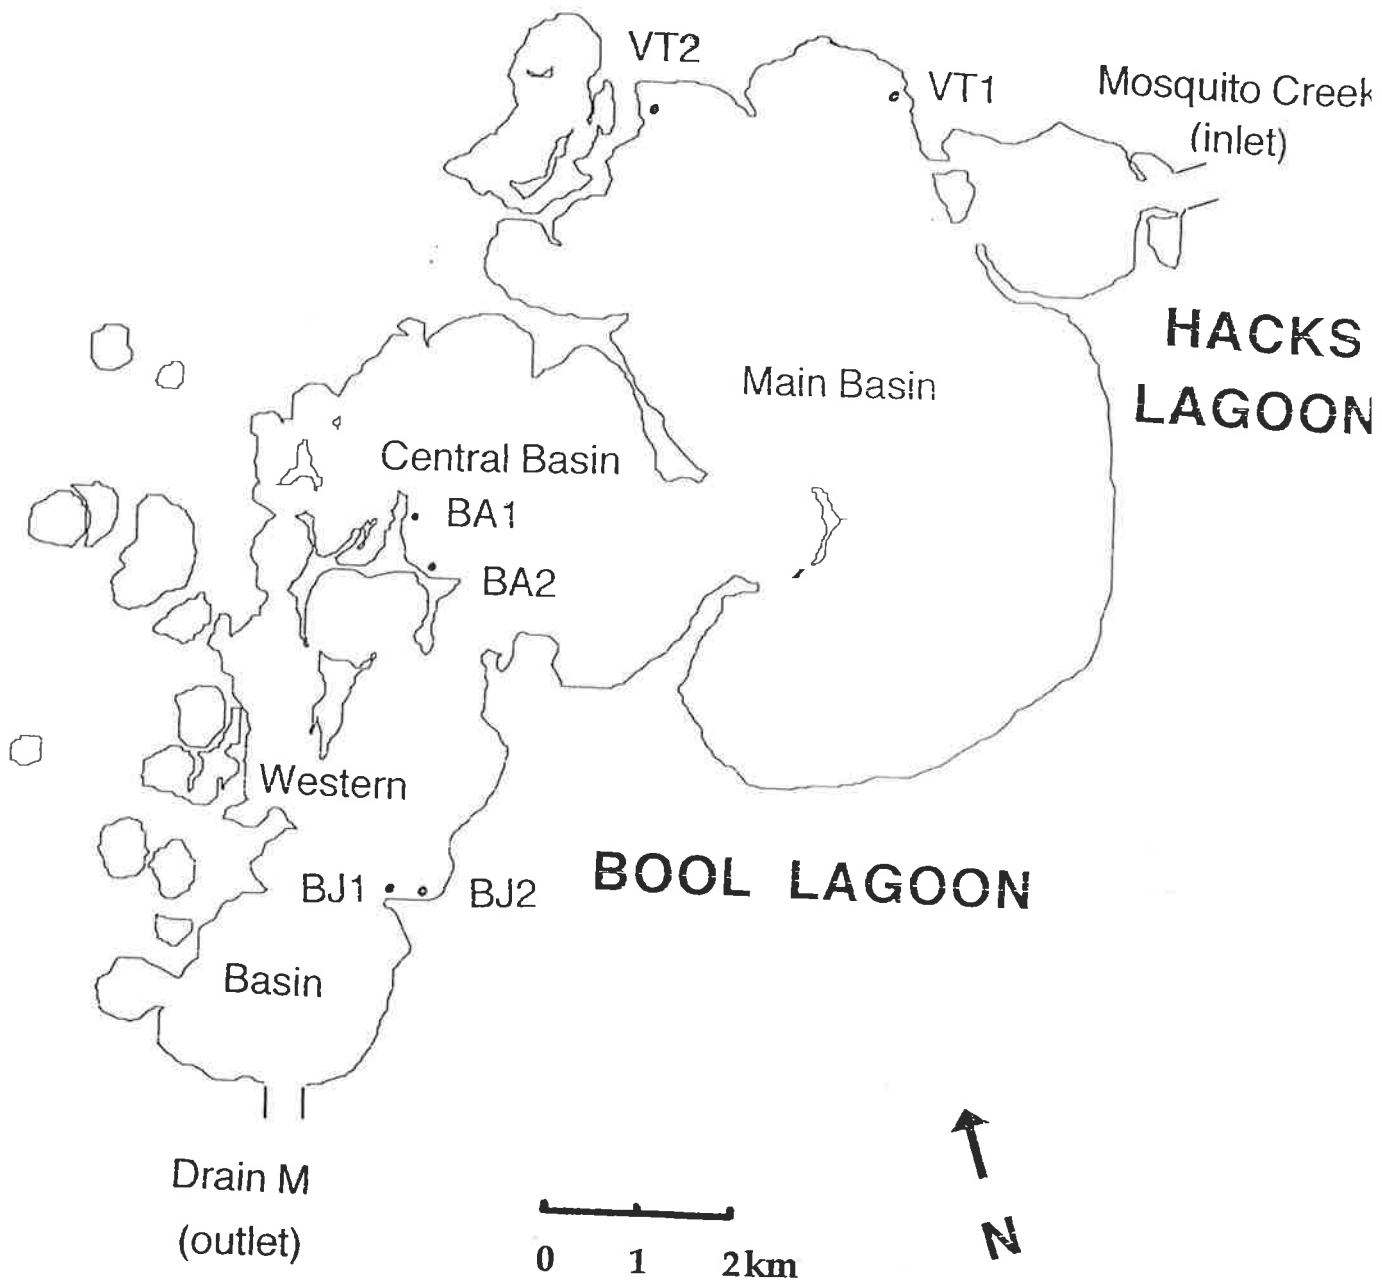 VT2
VT1
Mosquito Creek
(inlet)
HACKS
LAGOON
Main Basin
Central Basin
BA1
BA2
Western
BJ1
BJ2
BOOL LAGOON
Basin
Drain M
(outlet)
N
0 1 2km